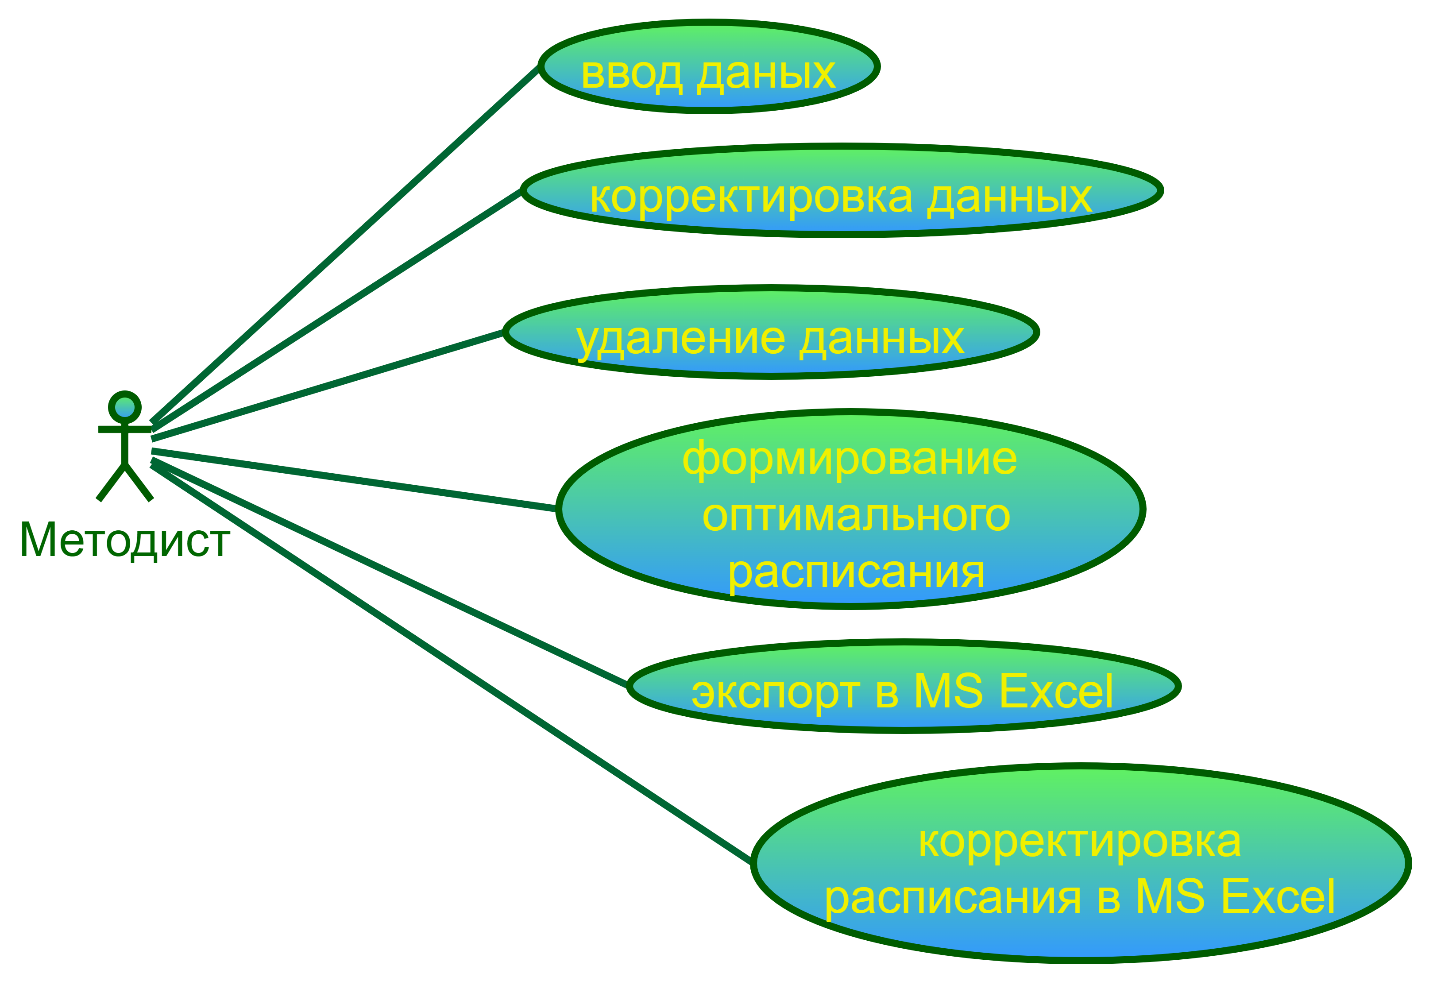 ввод даных
корректировка данных
удаление данных
Методист
формирование
оптимального
расписания
экспорт в MS Excel
корректировка
расписания в MS Excel